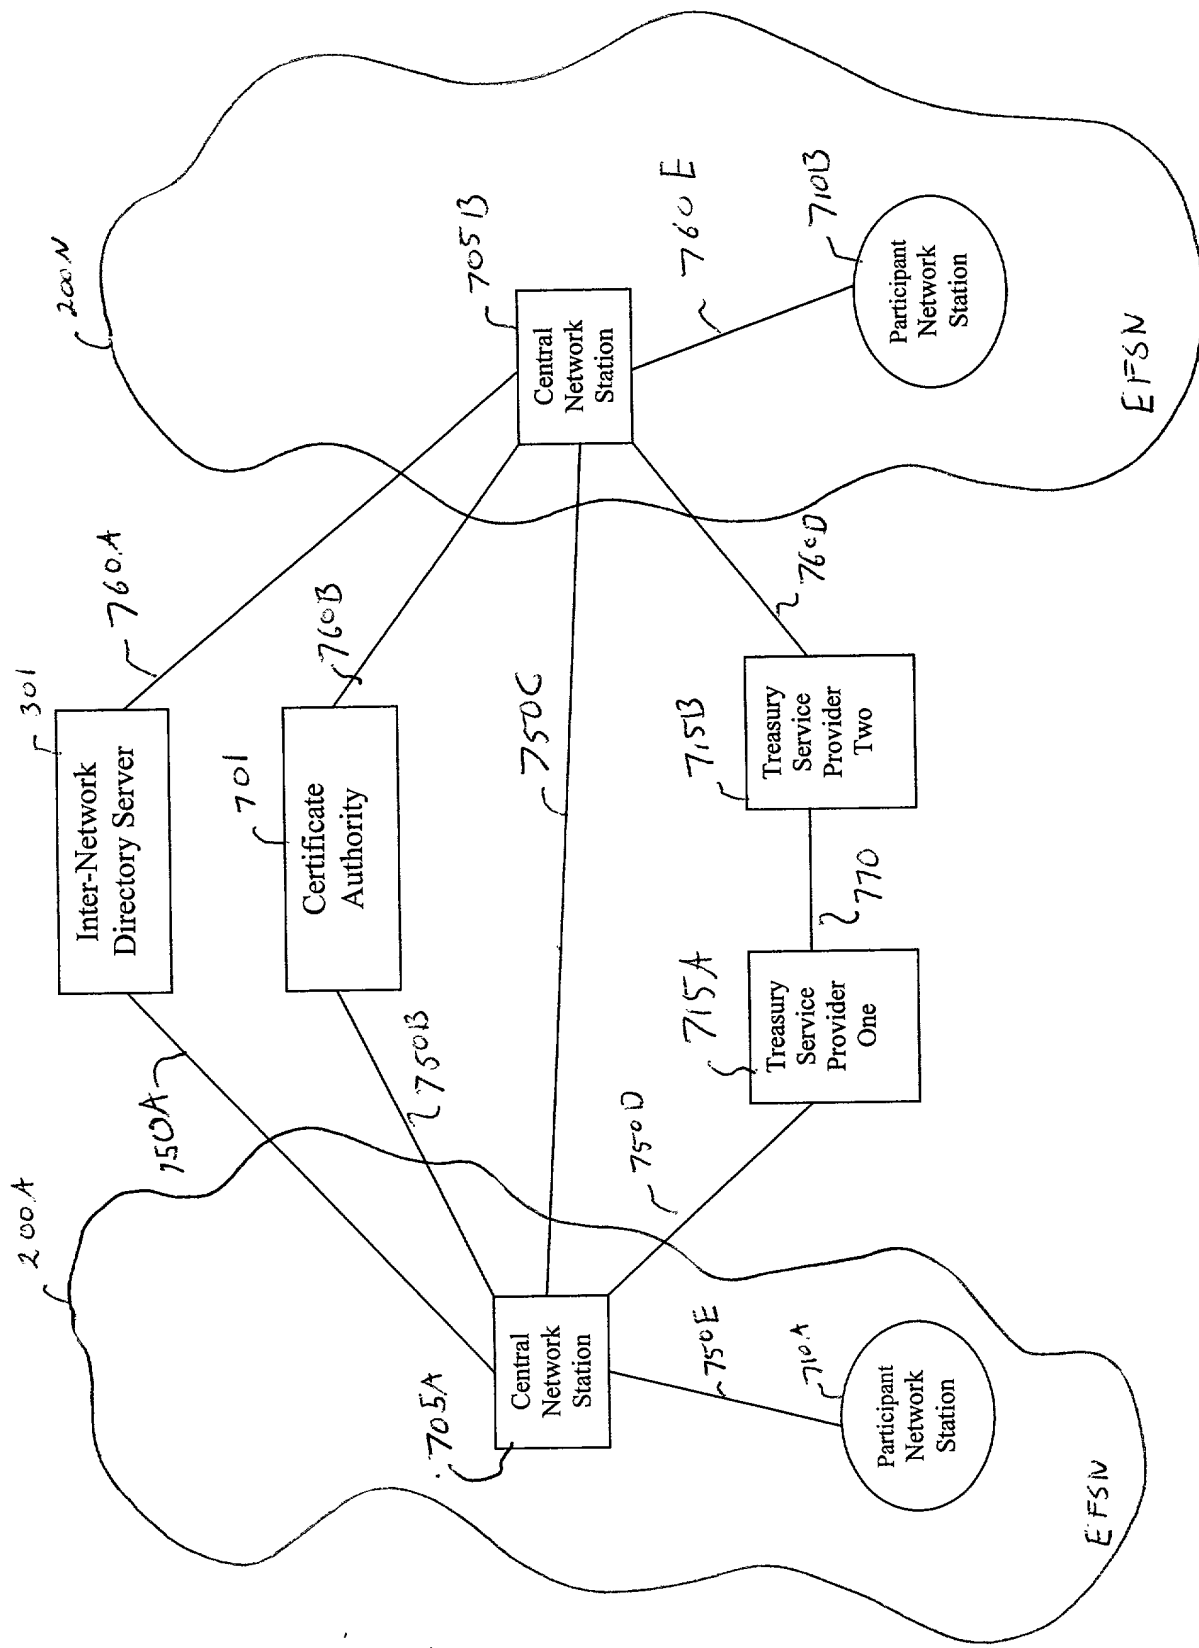 200A
750A
301
Inter-Network
Directory Server
760A
200N
701
Certificate
Authority
750B
760B
705A
Central
Network
Station
750C
705B
Central
Network
Station
750D
715A
Treasury
Service
Provider
One
770
715B
Treasury
Service
Provider
Two
760D
750E
710A
Participant
Network
Station
EFSN
760E
710B
Participant
Network
Station
EFSN